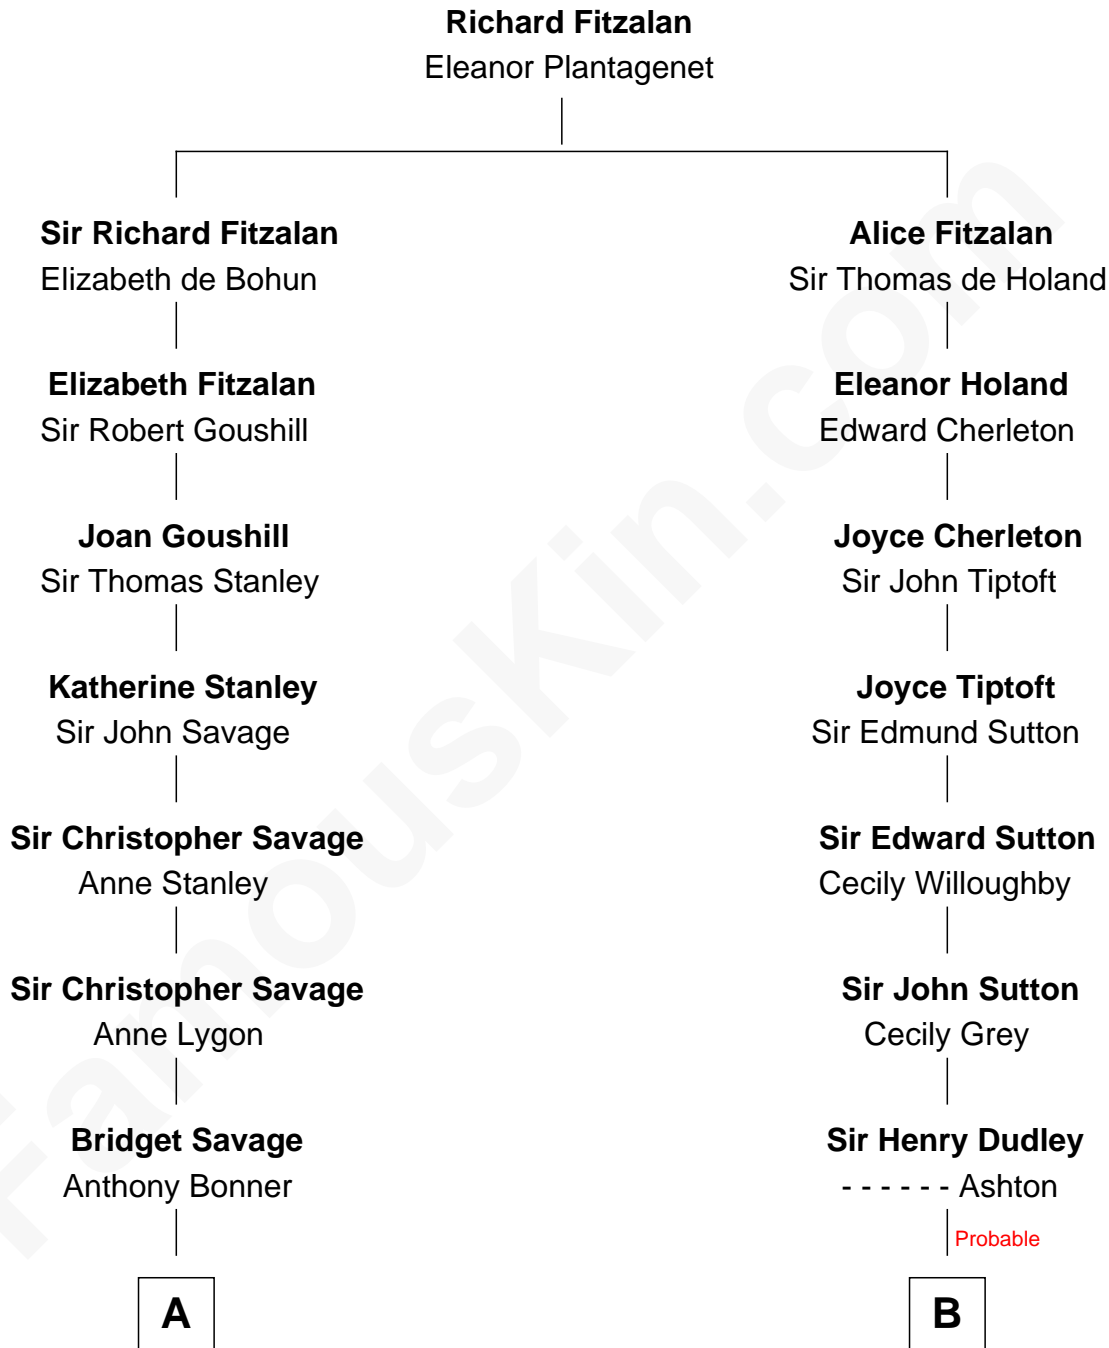 Richard Fitzalan
Eleanor Plantagenet
Sir Richard Fitzalan
Elizabeth de Bohun
Alice Fitzalan
Sir Thomas de Holand
Elizabeth Fitzalan
Sir Robert Goushill
Eleanor Holand
Edward Cherleton
Joan Goushill
Sir Thomas Stanley
Joyce Cherleton
Sir John Tiptoft
Katherine Stanley
Sir John Savage
Joyce Tiptoft
Sir Edmund Sutton
Sir Christopher Savage
Anne Stanley
Sir Edward Sutton
Cecily Willoughby
Sir Christopher Savage
Anne Lygon
Sir John Sutton
Cecily Grey
Bridget Savage
Anthony Bonner
Sir Henry Dudley
- - - - - - Ashton
Probable
A
B
FamousKin.com